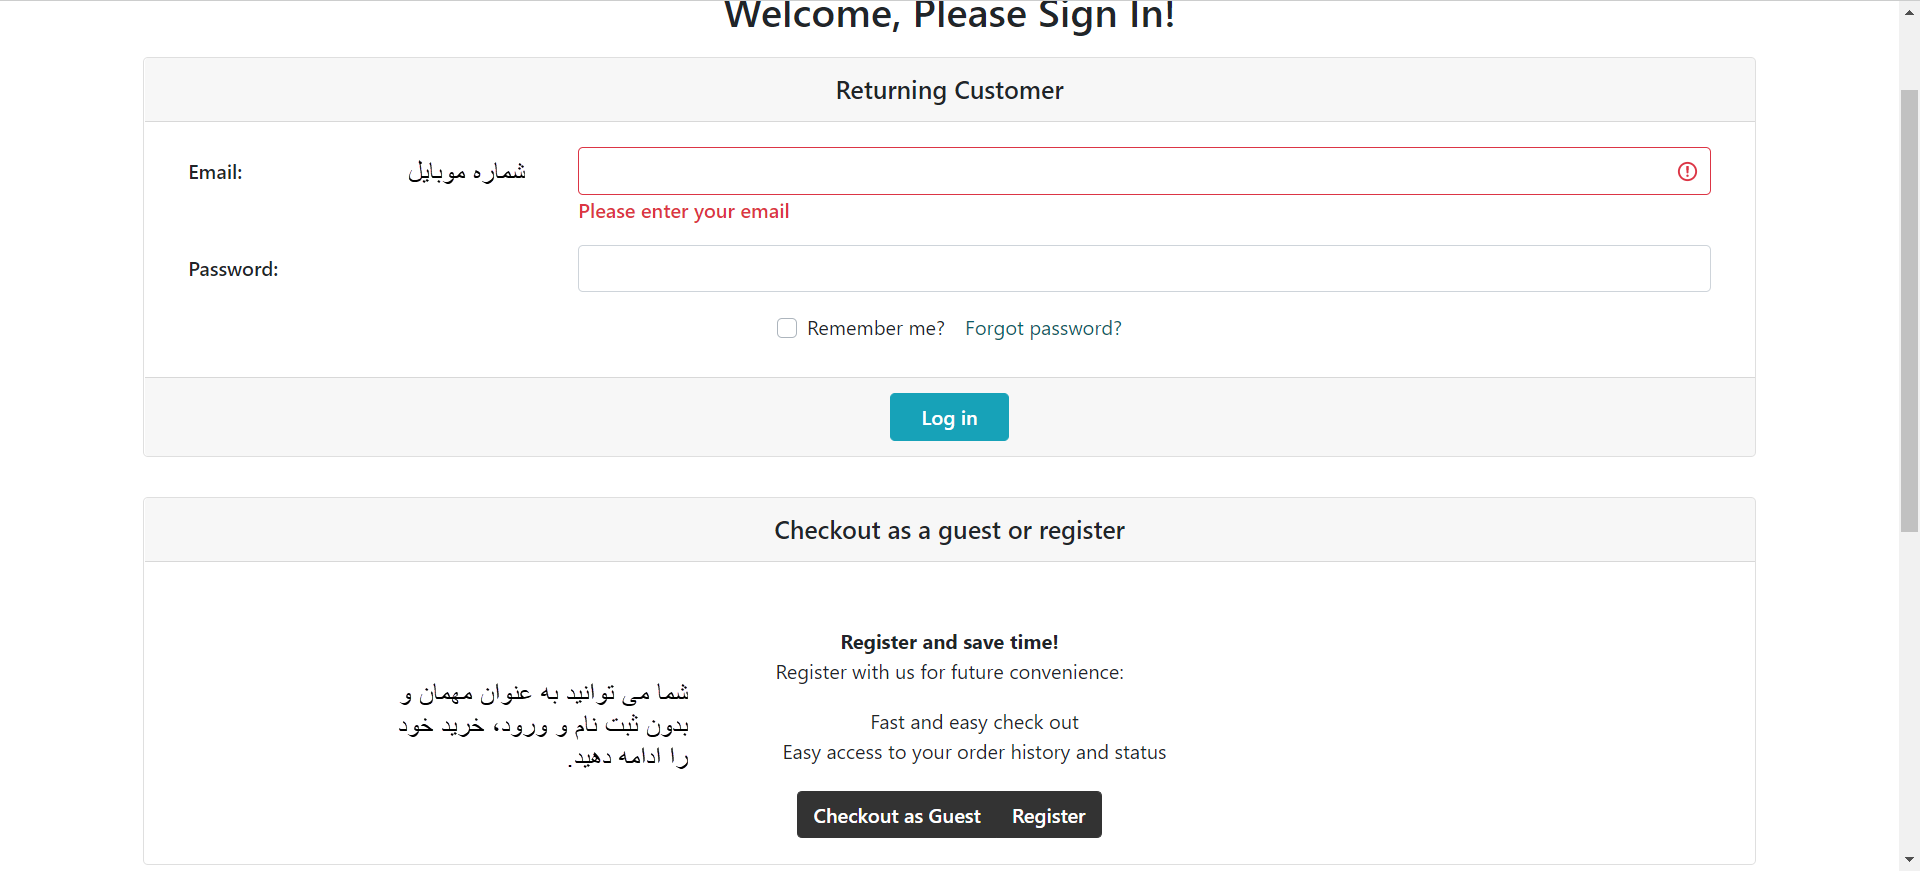 Welcome, Please Sign In!
Returning Customer
Email:
شماره موبایل
Please enter your email
Password:
Remember me?
Forgot password?
Log in
Checkout as a guest or register
شما می توانید به عنوان مهمان و
بدون ثبت نام و ورود، خرید خود
را ادامه دهید.
Register and save time!
Register with us for future convenience:
Fast and easy check out
Easy access to your order history and status
Checkout as Guest
Register